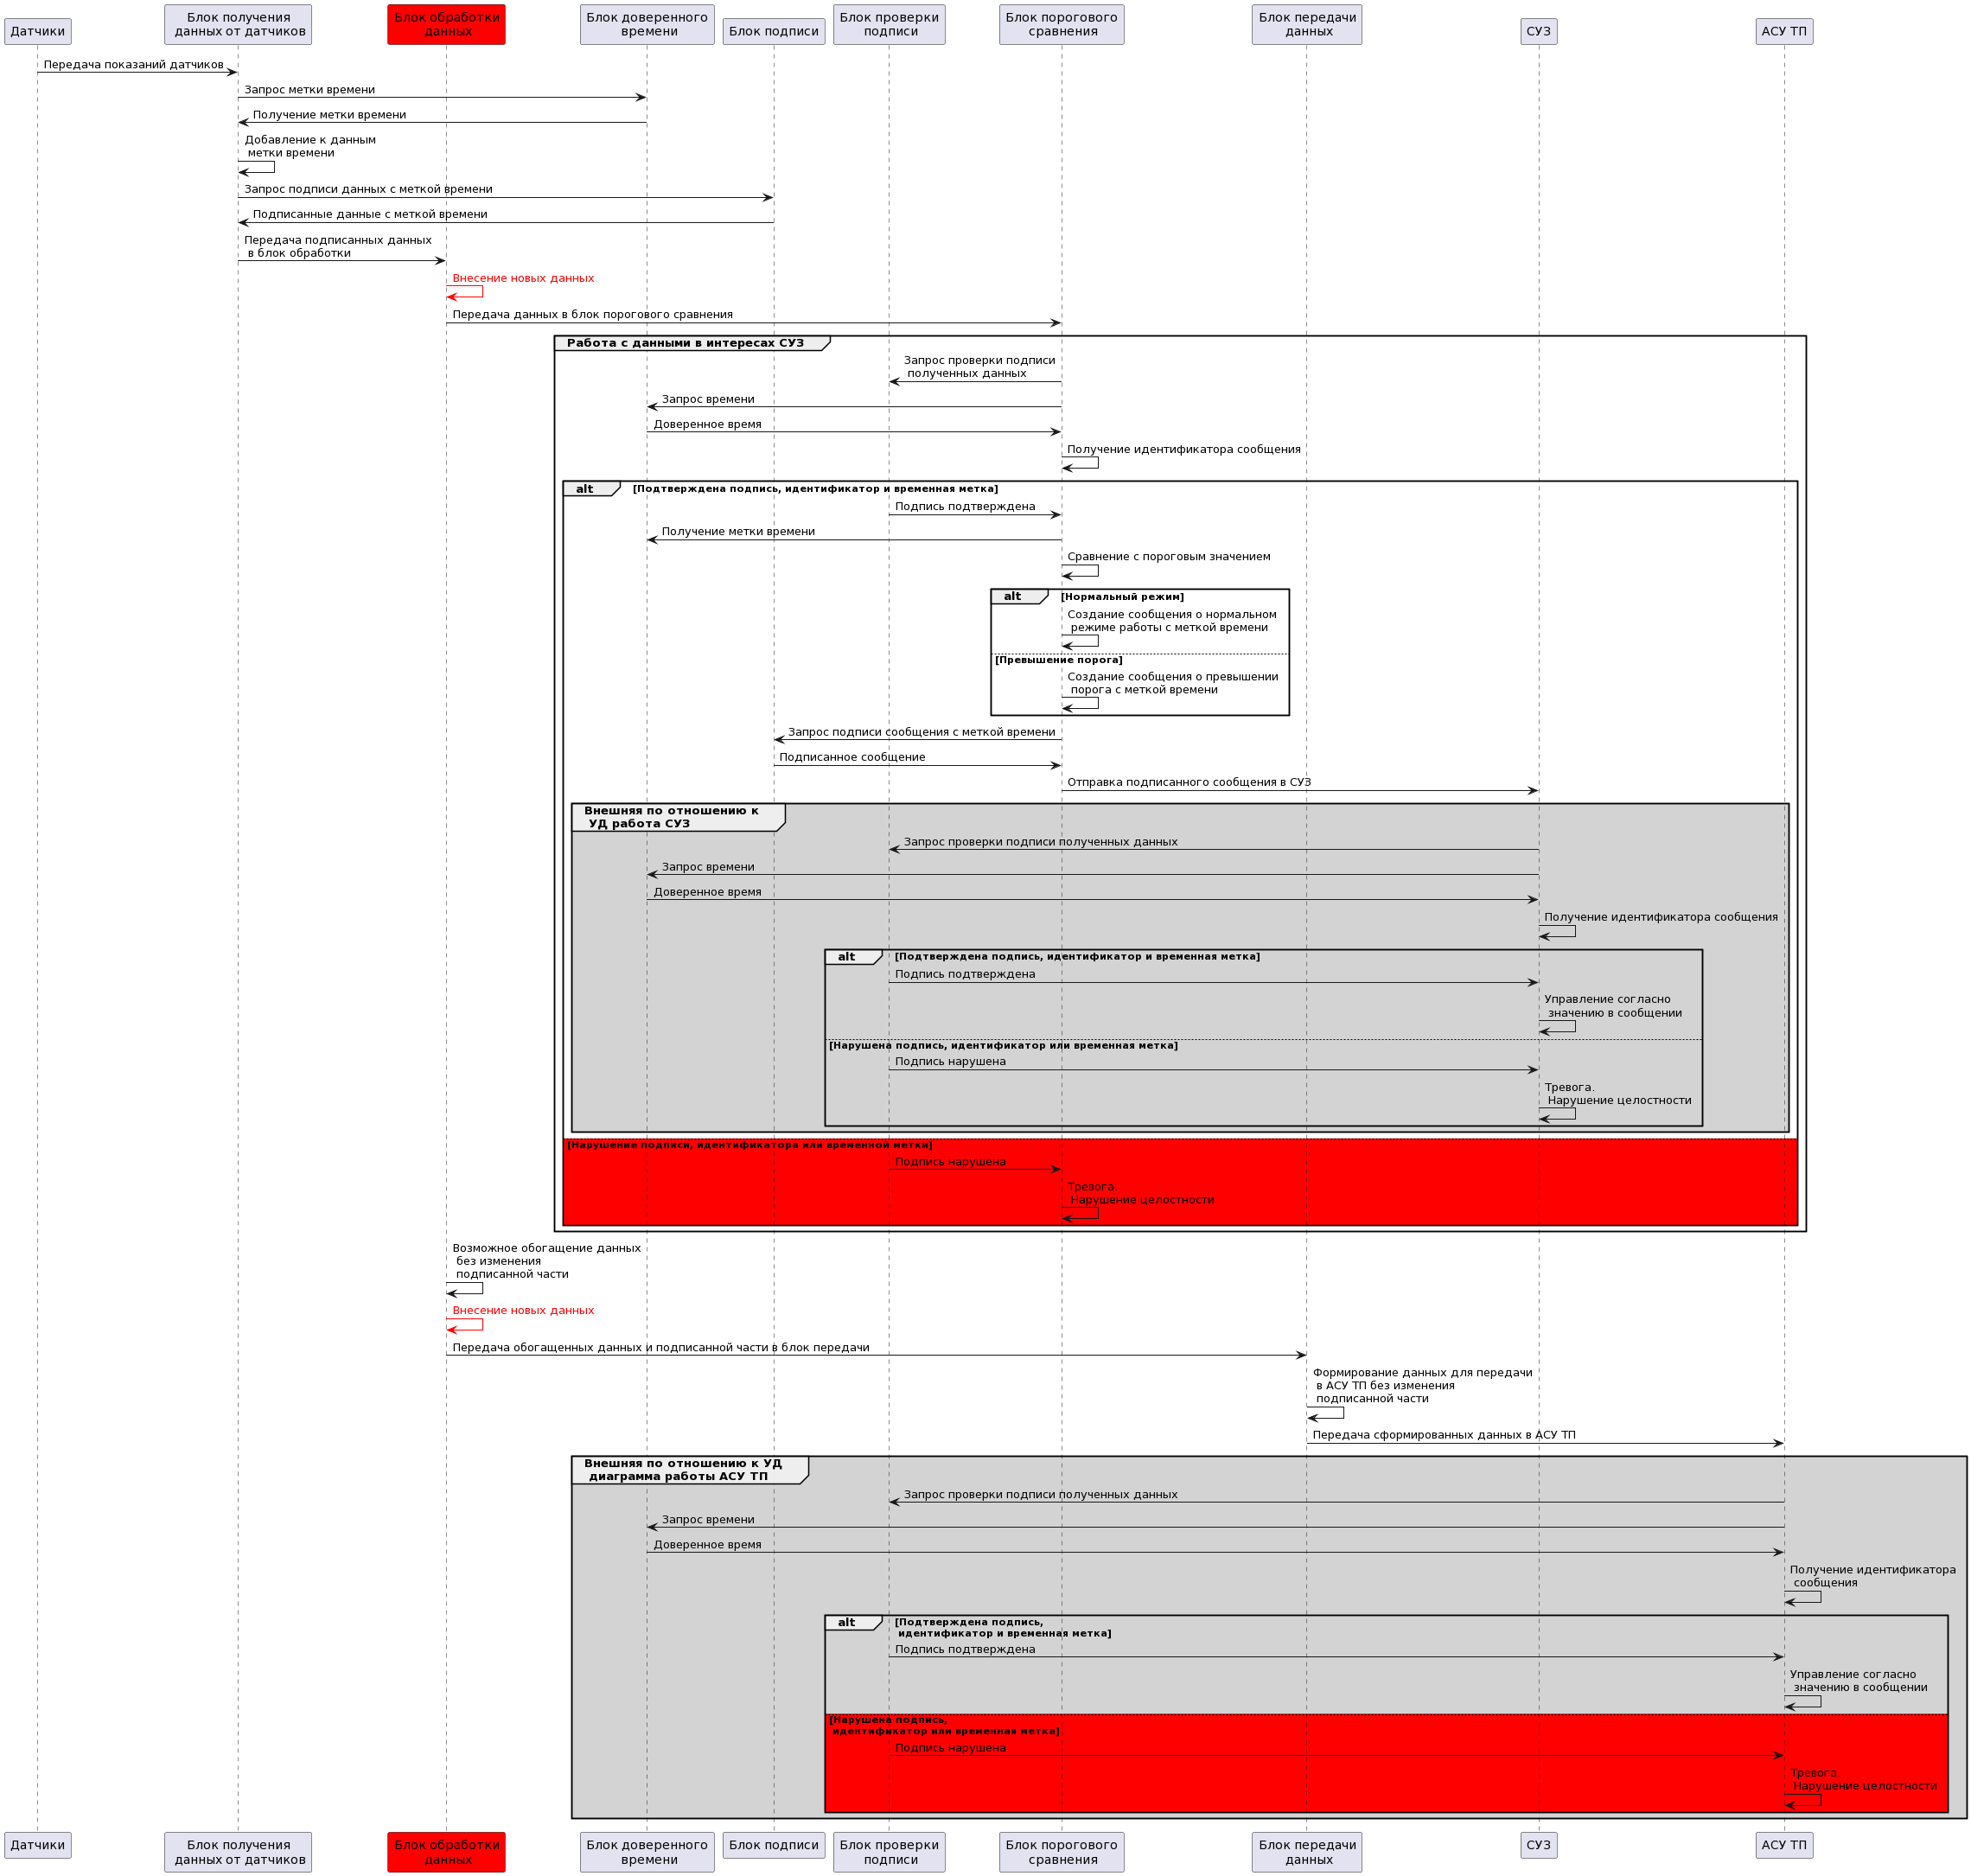 Датчики
Блок получения
данных от датчиков
Блок обработки
данных
Блок доверенного
времени
Блок подписи
Блок проверки
подписи
Блок порогового
сравнения
Блок передачи
данных
СУЗ
АСУ ТП
Передача показаний датчиков
Запрос метки времени
Получение метки времени
Добавление к данным
метки времени
Запрос подписи данных с меткой времени
Подписанные данные с меткой времени
Передача подписанных данных
в блок обработки
Внесение новых данных
Передача данных в блок порогового сравнения
Работа с данными в интересах СУЗ
Запрос проверки подписи
полученных данных
Запрос времени
Доверенное время
Получение идентификатора сообщения
alt [Подтверждена подпись, идентификатор и временная метка]
Подпись подтверждена
Получение метки времени
Сравнение с пороговым значением
alt [Нормальный режим]
Создание сообщения о нормальном
режиме работы с меткой времени
[Превышение порога]
Создание сообщения о превышении
порога с меткой времени
Запрос подписи сообщения с меткой времени
Подписанное сообщение
Отправка подписанного сообщения в СУЗ
Внешняя по отношению к
УД работа СУЗ
Запрос проверки подписи полученных данных
Запрос времени
Доверенное время
Получение идентификатора сообщения
alt [Подтверждена подпись, идентификатор и временная метка]
Подпись подтверждена
Управление согласно
значению в сообщении
[Нарушена подпись, идентификатор или временная метка]
Подпись нарушена
Тревога.
Нарушение целостности
[Нарушение подписи, идентификатора или временной метки]
Подпись нарушена
Тревога.
Нарушение целостности
Возможное обогащение данных
без изменения
подписанной части
Внесение новых данных
Передача обогащенных данных и подписанной части в блок передачи
Формирование данных для передачи
в АСУ ТП без изменения
подписанной части
Передача сформированных данных в АСУ ТП
Внешняя по отношению к УД
диаграмма работы АСУ ТП
Запрос проверки подписи полученных данных
Запрос времени
Доверенное время
Получение идентификатора
сообщения
alt [Подтверждена подпись,
идентификатор и временная метка]
Подпись подтверждена
Управление согласно
значению в сообщении
[Нарушена подпись,
идентификатор или временная метка]
Подпись нарушена
Тревога.
Нарушение целостности
Датчики
Блок получения
данных от датчиков
Блок обработки
данных
Блок доверенного
времени
Блок подписи
Блок проверки
подписи
Блок порогового
сравнения
Блок передачи
данных
СУЗ
АСУ ТП